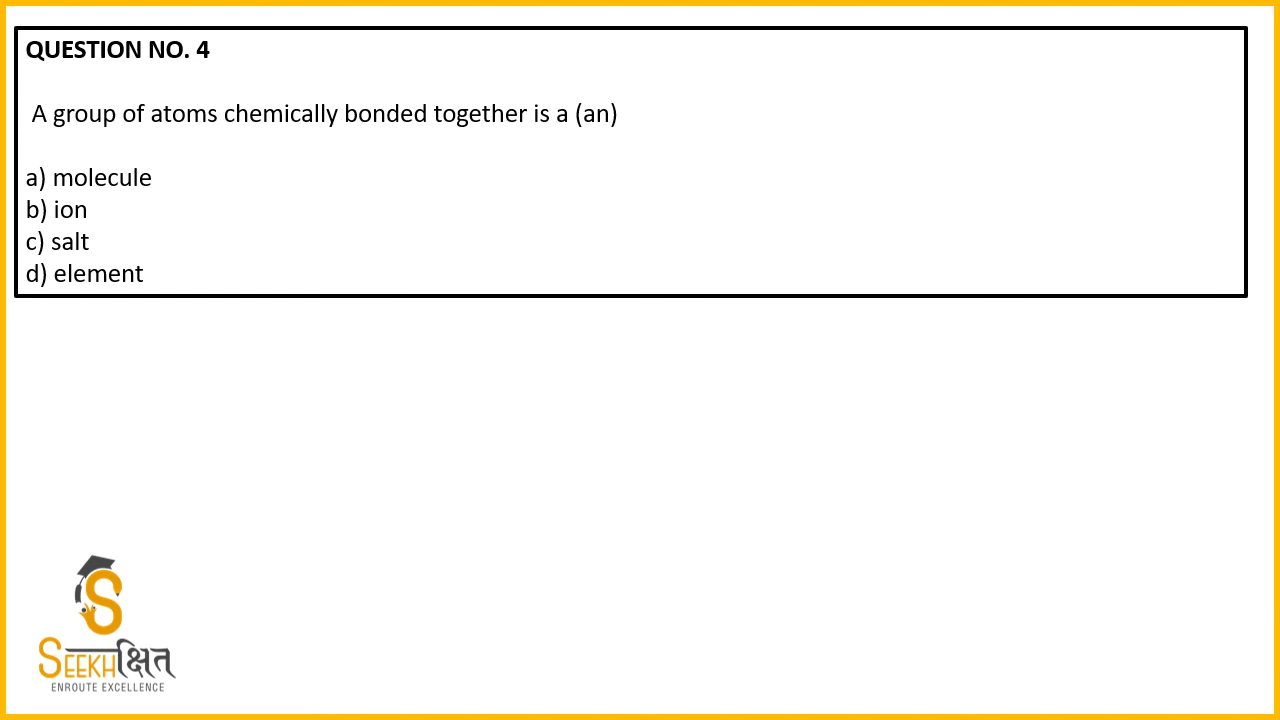 QUESTION NO. 4
A group of atoms chemically bonded together is a (an)
a) molecule
b) ion
c) salt
d) element
S
SEEKHक्षित
ENROUTE EXCELLENCE